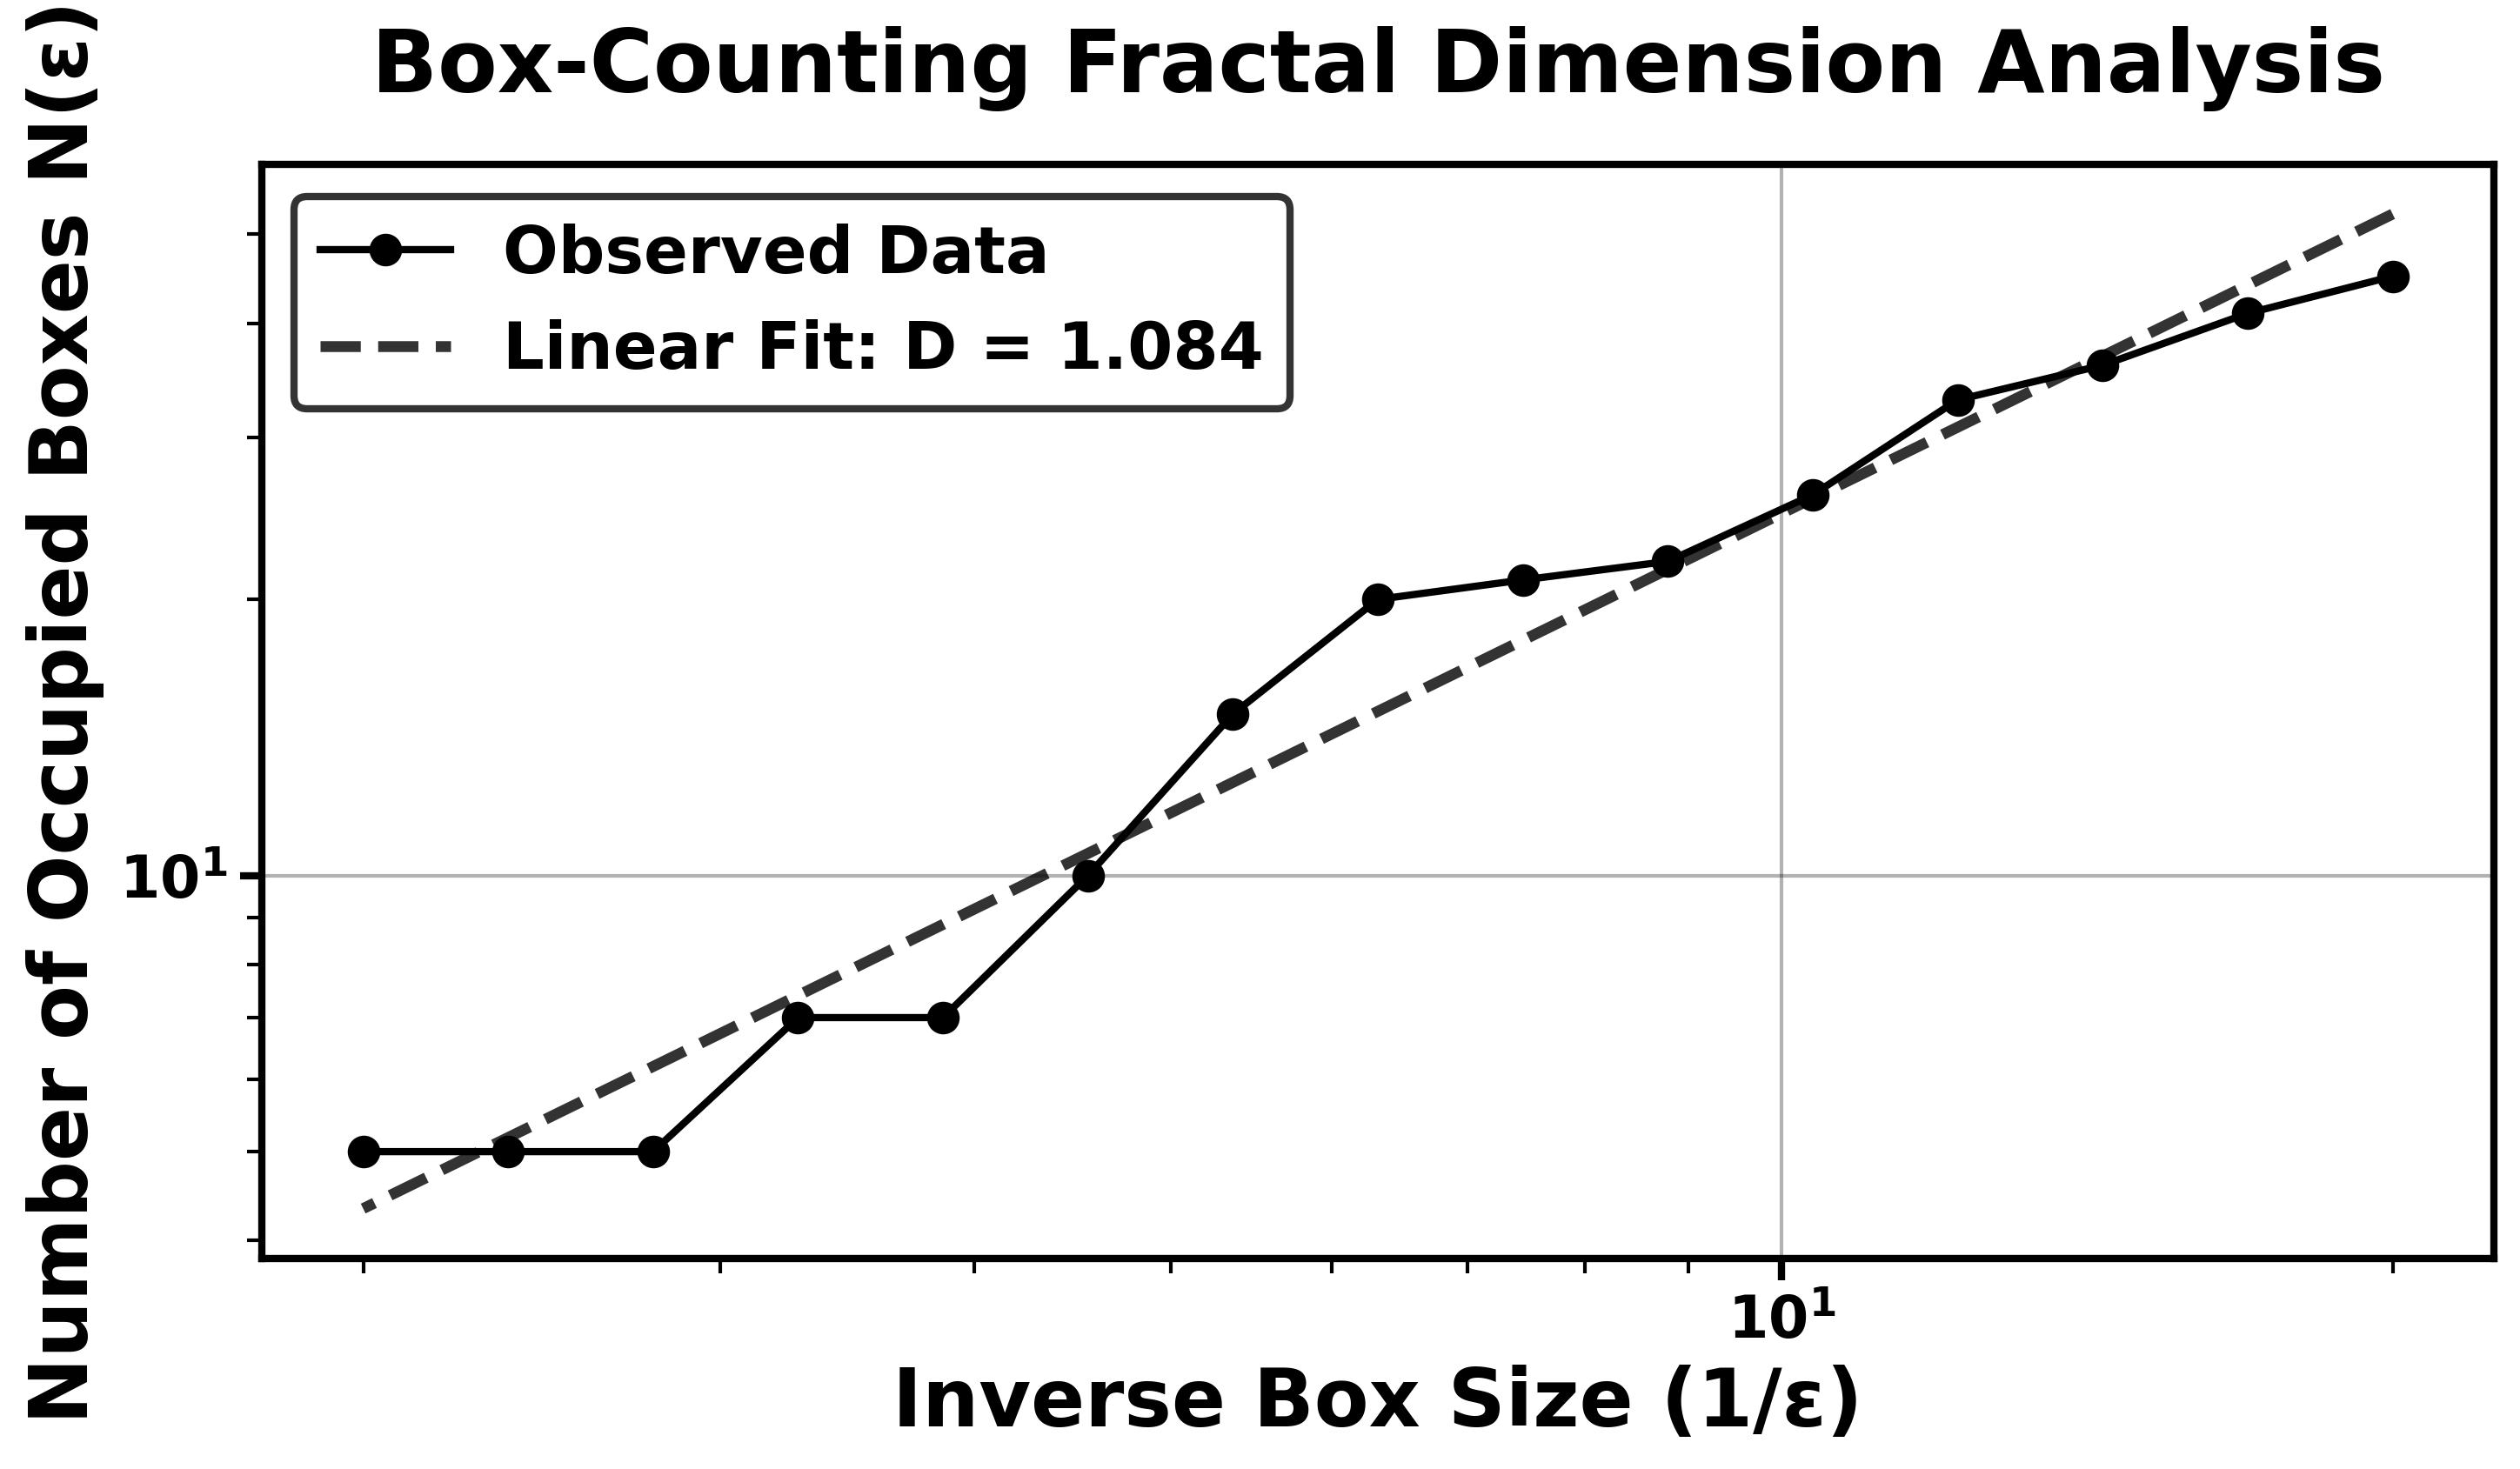 Box-Counting Fractal Dimension Analysis
Number of Occupied Boxes N(ε)
Observed Data
Linear Fit: D = 1.084
10¹
10¹
Inverse Box Size (1/ε)